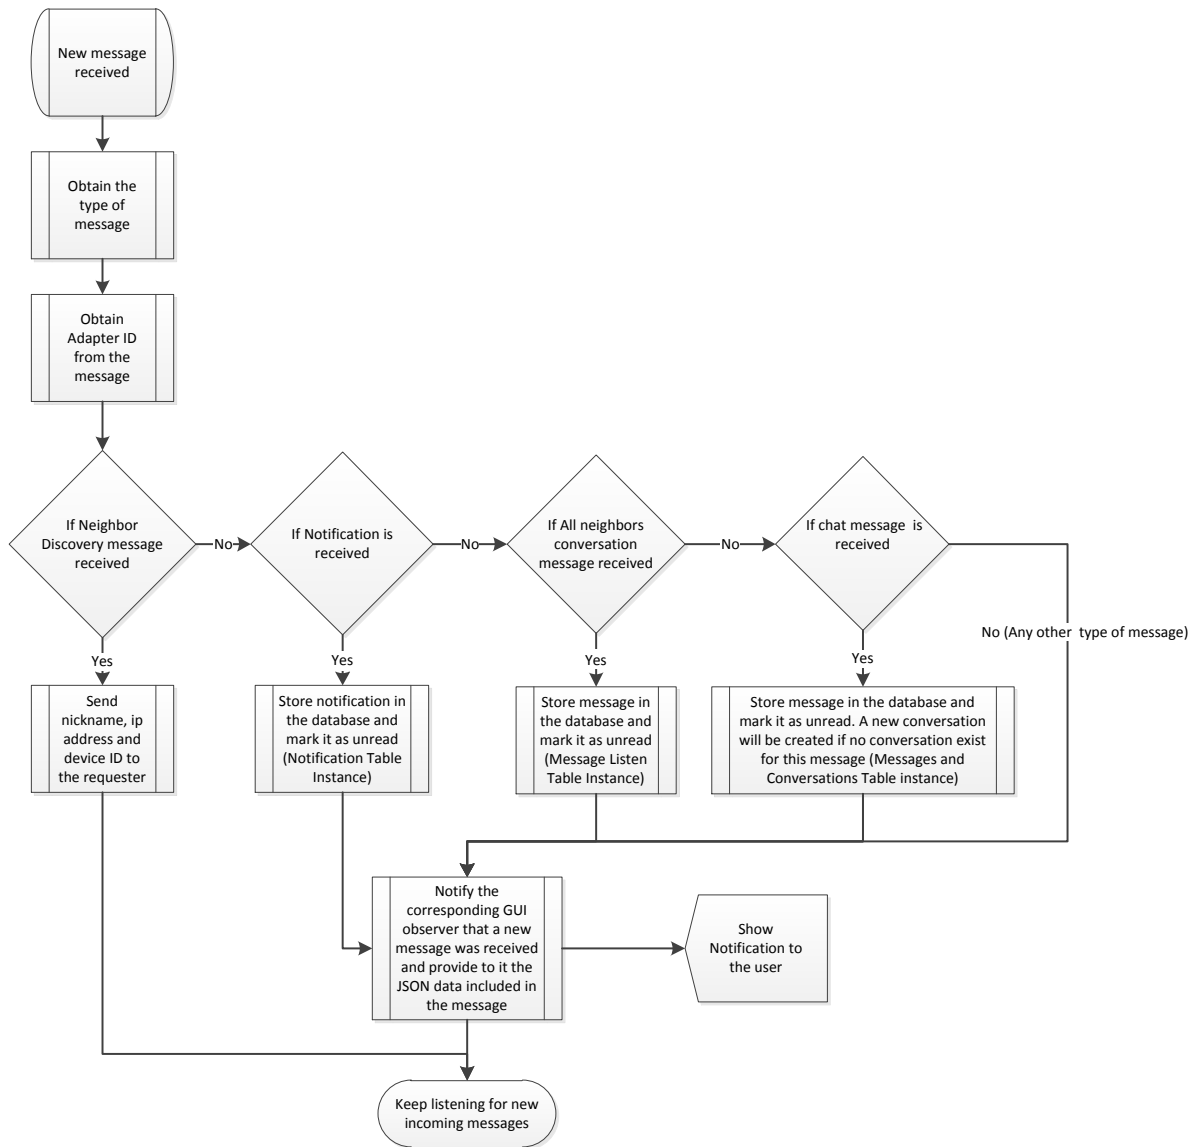 New message
received
Obtain the
type of
message
Obtain
Adapter ID
from the
message
If Neighbor
Discovery message
received
No
If Notification is
received
No
If All neighbors
conversation
message received
No
If chat message is
received
No (Any other type of message)
Yes
Yes
Yes
Yes
Send
nickname, ip
address and
device ID to
the requester
Store notification in
the database and
mark it as unread
(Notification Table
Instance)
Store message in
the database and
mark it as unread
(Message Listen
Table Instance)
Store message in the database and
mark it as unread. A new conversation
will be created if no conversation exist
for this message (Messages and
Conversations Table instance)
Notify the
corresponding GUI
observer that a new
message was received
and provide to it the
JSON data included in
the message
Show
Notification to
the user
Keep listening for new
incoming messages